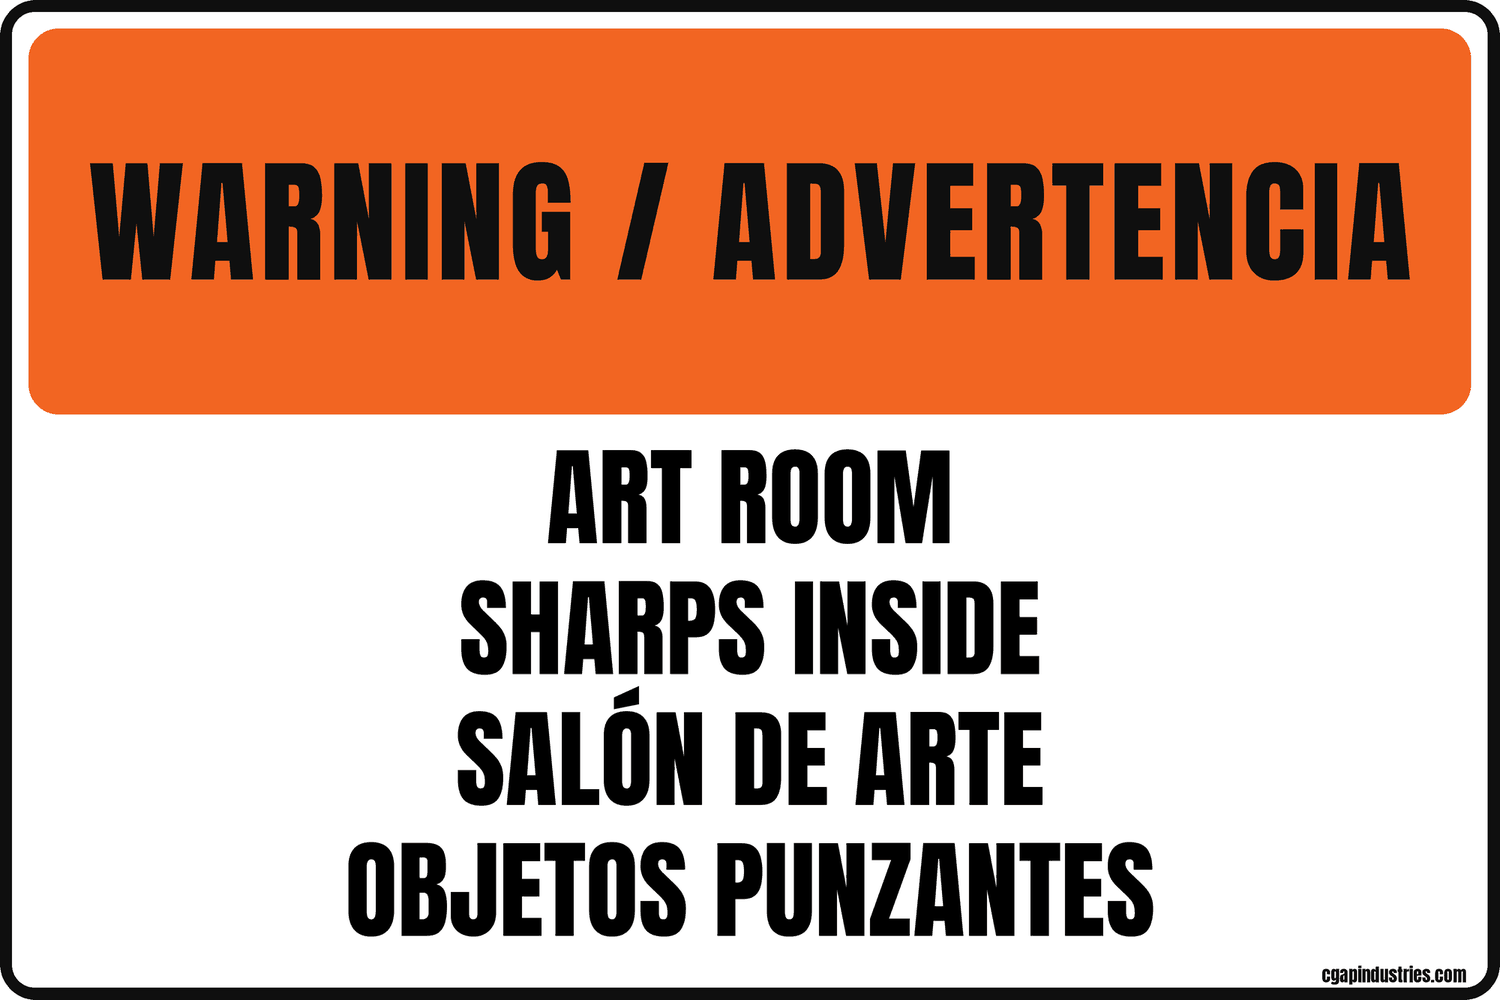 WARNING / ADVERTENCIA
ART ROOM
SHARPS INSIDE
SALÓN DE ARTE
OBJETOS PUNZANTES
cgapindustries.com